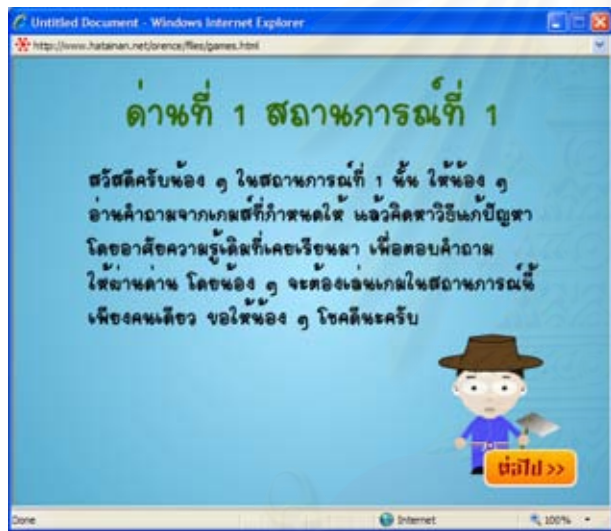 Untitled Document - Windows Internet Explorer
http://www.hatainan.net/orence/files/games.html
ด่านที่ 1 สถานการณ์ที่ 1
สวัสดีครับน้อง ๆ ในสถานการณ์ที่ 1 นั้น ให้น้อง ๆ
อ่านคำถามจากเกมส์ที่กำหนดให้ แล้วคิดหาวิธีแก้ปัญหา
โดยอาศัยความรู้เดิมที่เคยเรียนมา เพื่อตอบคำถาม
ให้ผ่านด่าน โดยน้อง ๆ จะต้องเล่นเกมในสถานการณ์นี้
เพียงคนเดียว ขอให้น้อง ๆ โชคดีนะครับ
ต่อไป >>
Done
Internet
100%